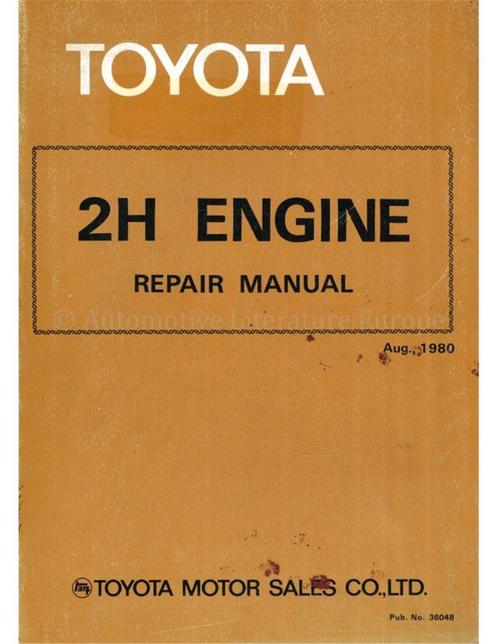 TOYOTA
2H ENGINE
REPAIR MANUAL
© Automotive Literature Europe
Aug., 1980
TOYOTA MOTOR SALES CO.,LTD.
Pub. No. 36048